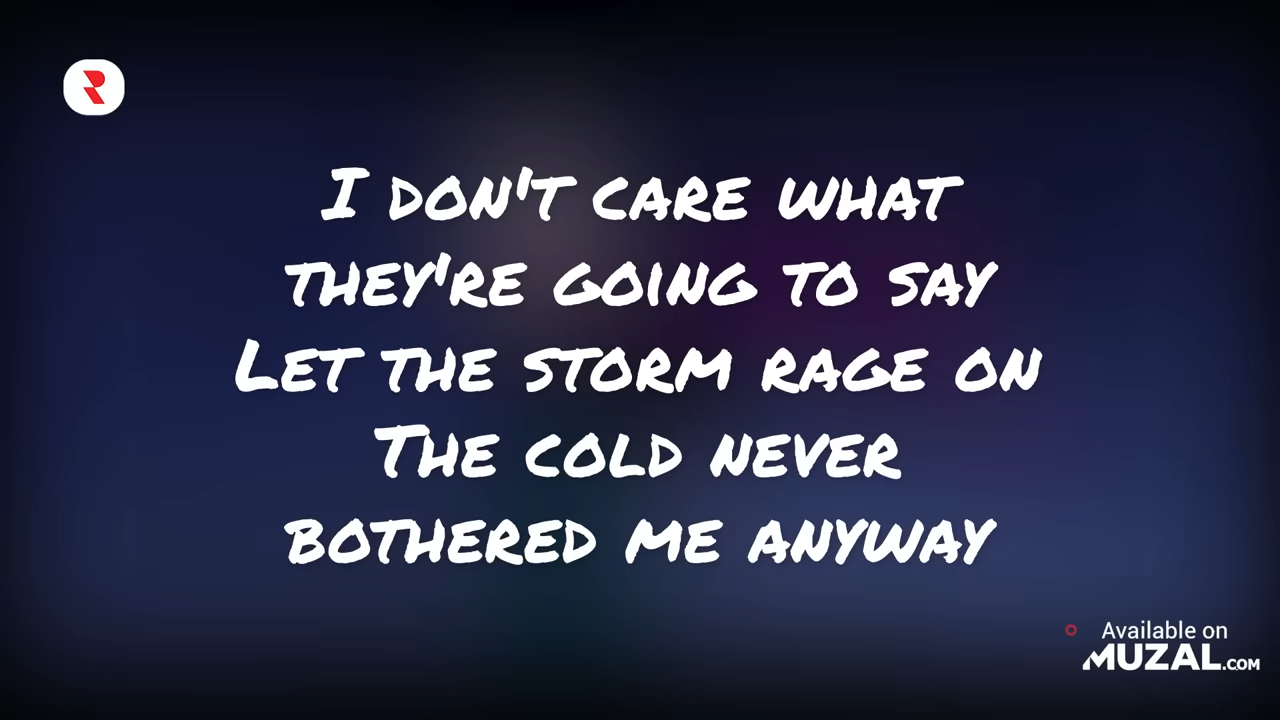 I DON'T CARE WHAT
THEY'RE GOING TO SAY
LET THE STORM RAGE ON
THE COLD NEVER
BOTHERED ME ANYWAY
Available on
MUZAL.COM